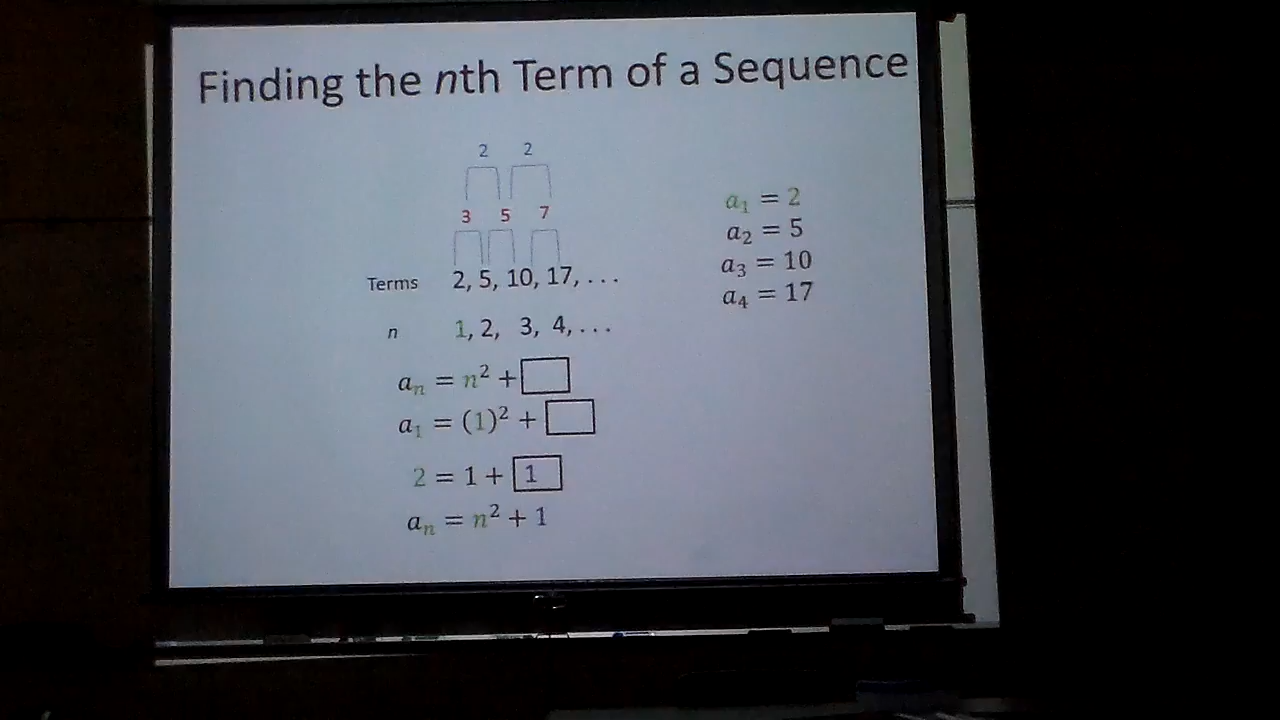 Finding the nth Term of a Sequence
2 2
3 5 7
Terms 2, 5, 10, 17, . . .
n 1, 2, 3, 4, . . .
aₙ = n² + □
a₁ = (1)² + □
2 = 1 + 1
aₙ = n² + 1
a₁ = 2
a₂ = 5
a₃ = 10
a₄ = 17